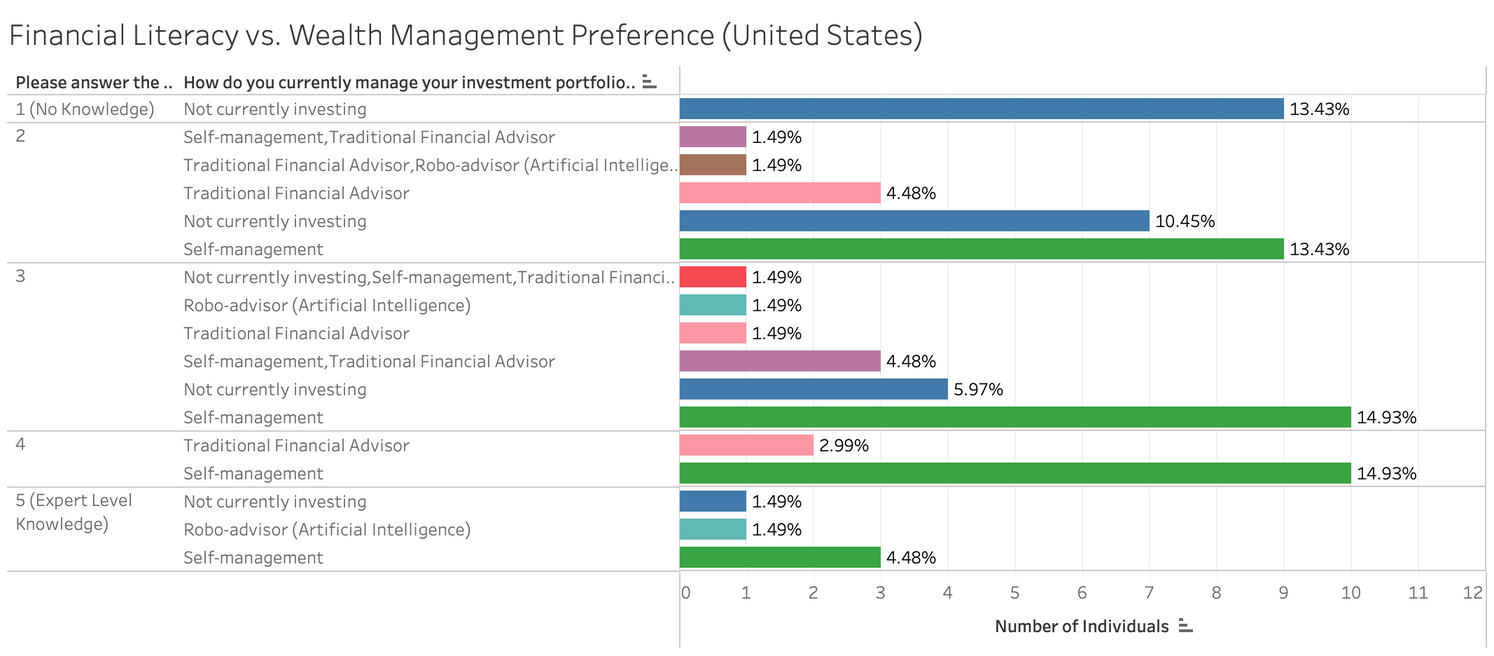 Financial Literacy vs. Wealth Management Preference (United States)
Please answer the .. How do you currently manage your investment portfolio..
1 (No Knowledge) Not currently investing 13.43%
2 Self-management,Traditional Financial Advisor 1.49%
Traditional Financial Advisor,Robo-advisor (Artificial Intellige.. 1.49%
Traditional Financial Advisor 4.48%
Not currently investing 10.45%
Self-management 13.43%
3 Not currently investing,Self-management,Traditional Financi.. 1.49%
Robo-advisor (Artificial Intelligence) 1.49%
Traditional Financial Advisor 1.49%
Self-management,Traditional Financial Advisor 4.48%
Not currently investing 5.97%
Self-management 14.93%
4 Traditional Financial Advisor 2.99%
Self-management 14.93%
5 (Expert Level Knowledge) Not currently investing 1.49%
Robo-advisor (Artificial Intelligence) 1.49%
Self-management 4.48%
0 1 2 3 4 5 6 7 8 9 10 11 12
Number of Individuals